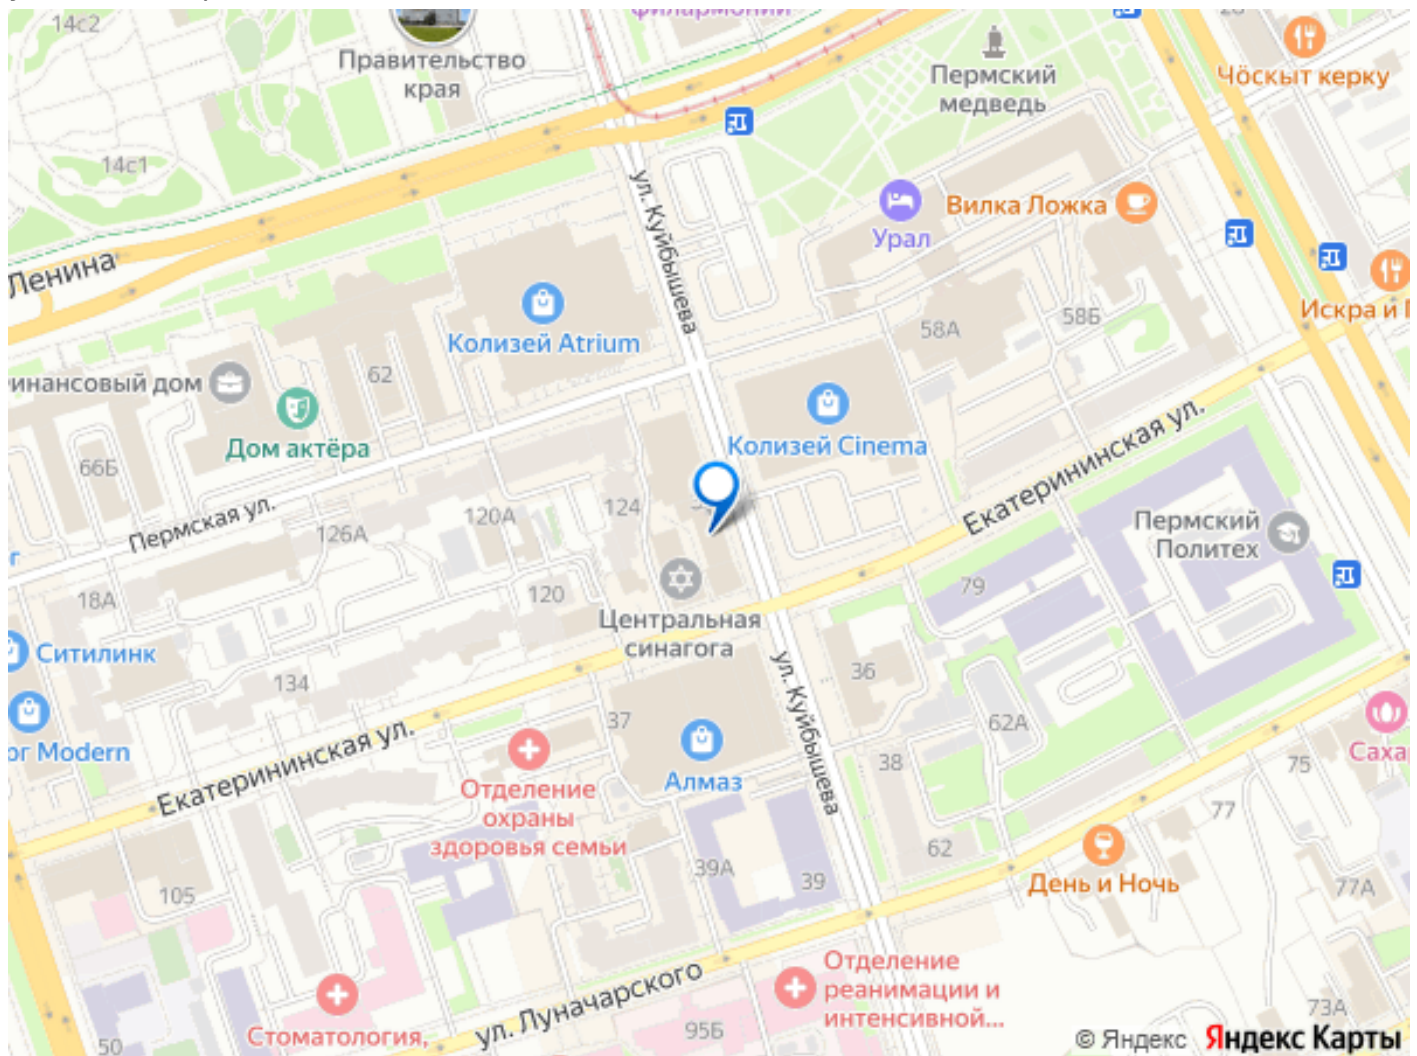 14с2
филармонии
28
Правительство
края
Пермский
медведь
Чӧскыт керку
14с1
ул. Куйбышева
Вилка Ложка
Урал
Ленина
Искра и
Колизей Atrium
58А
58Б
инансовый дом
62
Дом актёра
Колизей Cinema
66Б
Екатерининская ул.
Пермская ул.
126А
120А
124
Пермский
Политех
79
18А
120
Центральная
синагога
Ситилинк
134
36
ул. Куйбышева
62А
37
Modern
Екатерининская ул.
Алмаз
38
75
Саха
Отделение
охраны
здоровья семьи
77
62
39А
39
День и Ночь
77А
105
Отделение
реанимации и
интенсивной...
ул. Луначарского
Стоматология,
95Б
73А
50
© Яндекс Яндекс Карты